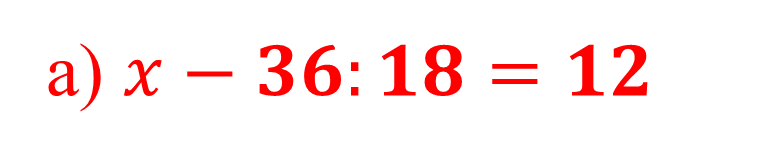 a) x − 36: 18 = 12